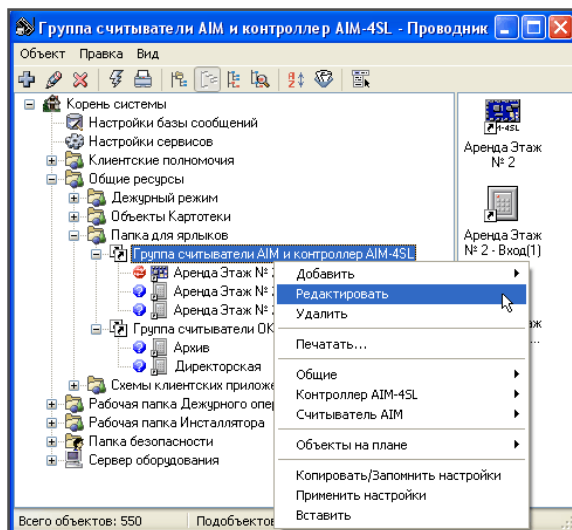 Группа считыватели AIM и контроллер AIM-4SL - Проводник
Объект Правка Вид
Корень системы
Настройки базы сообщений
Настройки сервисов
Клиентские полномочия
Общие ресурсы
Дежурный режим
Объекты Картотеки
Папка для ярлыков
Группа считыватели AIM и контроллер AIM-4SL
Аренда Этаж № 2
Аренда Этаж № 2
Аренда Этаж № 2
Группа считыватели ОК
Архив
Директорская
Схемы клиентских приложе
Рабочая папка Дежурного опер
Рабочая папка Инсталлятора
Папка безопасности
Сервер оборудования
Добавить
Редактировать
Удалить
Печатать...
Общие
Контроллер AIM-4SL
Считыватель AIM
Объекты на плане
Копировать/Запомнить настройки
Применить настройки
Вставить
Аренда Этаж
№ 2
Аренда Этаж
№ 2 - Вход(1)
Всего объектов: 550
Подобъектов